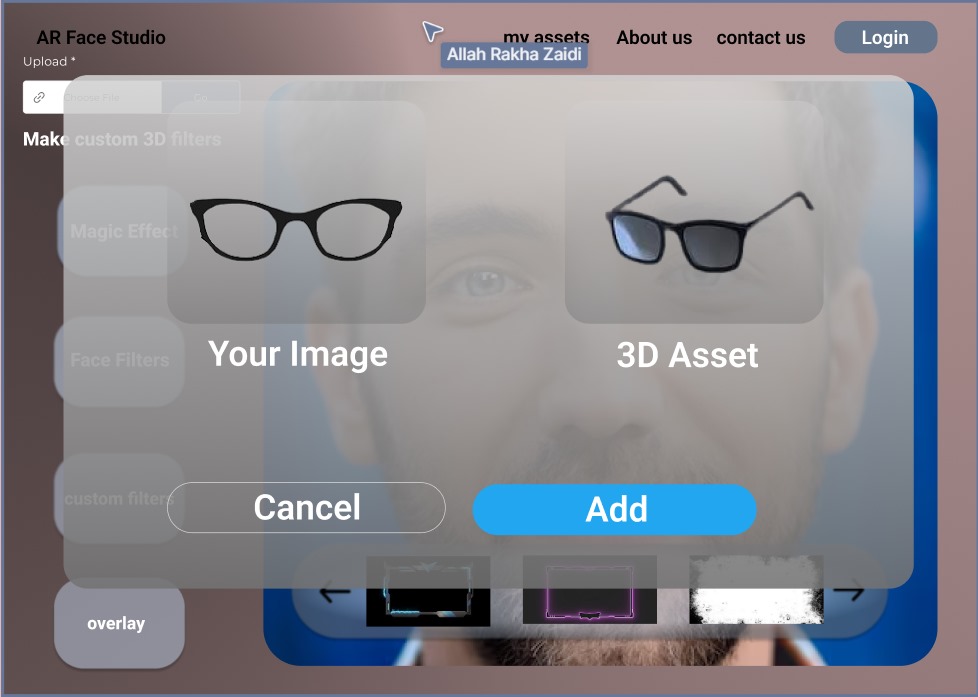 AR Face Studio
my assets
About us
contact us
Login
Allah Rakha Zaidi
Upload *
Choose File
Make custom 3D filters
Magic Effect
Face Filters
custom filters
overlay
Your Image
3D Asset
Cancel
Add